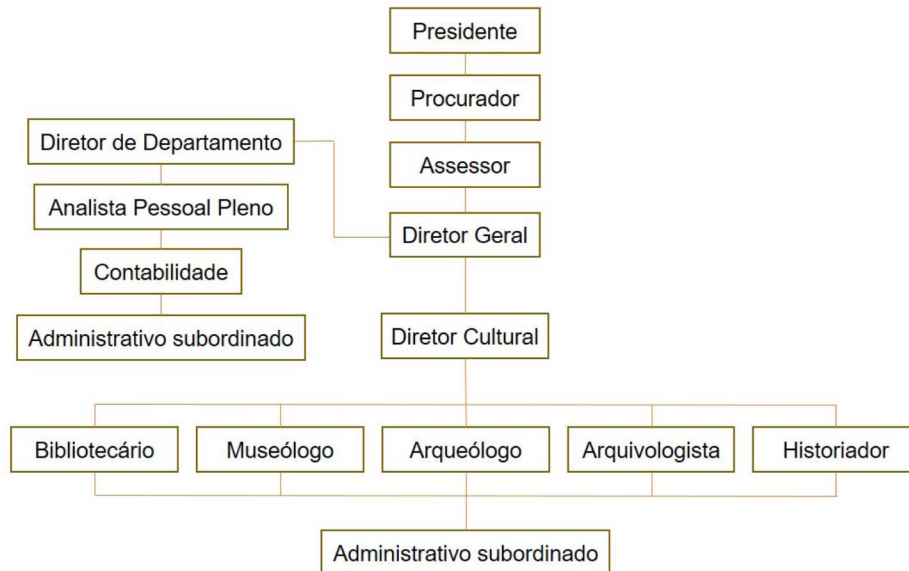 Presidente
Procurador
Diretor de Departamento
Assessor
Analista Pessoal Pleno
Diretor Geral
Contabilidade
Administrativo subordinado
Diretor Cultural
Bibliotecário
Museólogo
Arqueólogo
Arquivologista
Historiador
Administrativo subordinado